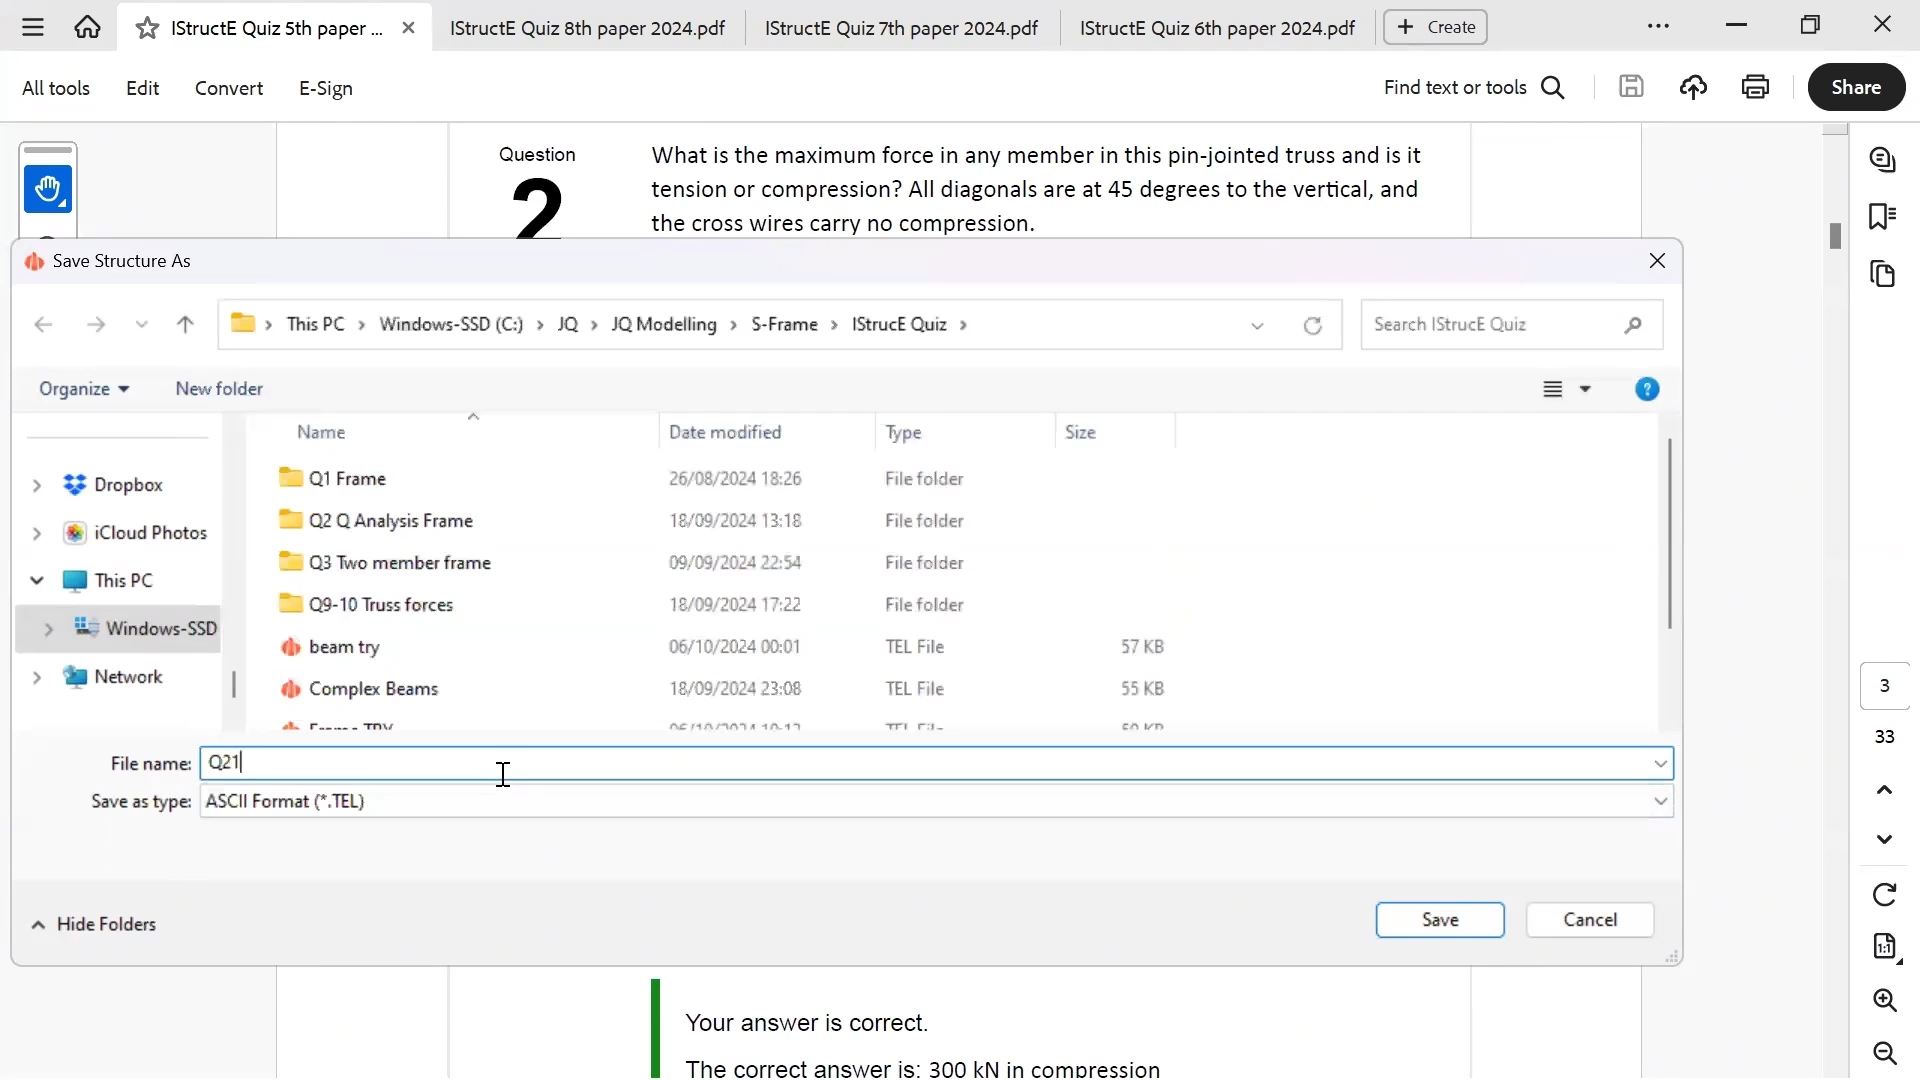 IStructE Quiz 5th paper ...
IStructE Quiz 8th paper 2024.pdf
IStructE Quiz 7th paper 2024.pdf
IStructE Quiz 6th paper 2024.pdf
+ Create
All tools
Edit
Convert
E-Sign
Find text or tools
Share
Question
2
What is the maximum force in any member in this pin-jointed truss and is it
tension or compression? All diagonals are at 45 degrees to the vertical, and
the cross wires carry no compression.
Save Structure As
This PC > Windows-SSD (C:) > JQ > JQ Modelling > S-Frame > IStrucE Quiz >
Search IStrucE Quiz
Organize
New folder
Name
Date modified
Type
Size
Dropbox
iCloud Photos
This PC
Windows-SSD
Network
Q1 Frame 26/08/2024 18:26 File folder
Q2 Q Analysis Frame 18/09/2024 13:18 File folder
Q3 Two member frame 09/09/2024 22:54 File folder
Q9-10 Truss forces 18/09/2024 17:22 File folder
beam try 06/10/2024 00:01 TEL File 57 KB
Complex Beams 18/09/2024 23:08 TEL File 55 KB
File name: Q21
Save as type: ASCII Format (*.TEL)
Hide Folders
Save
Cancel
Your answer is correct.
The correct answer is: 300 kN in compression
3
33
1:1